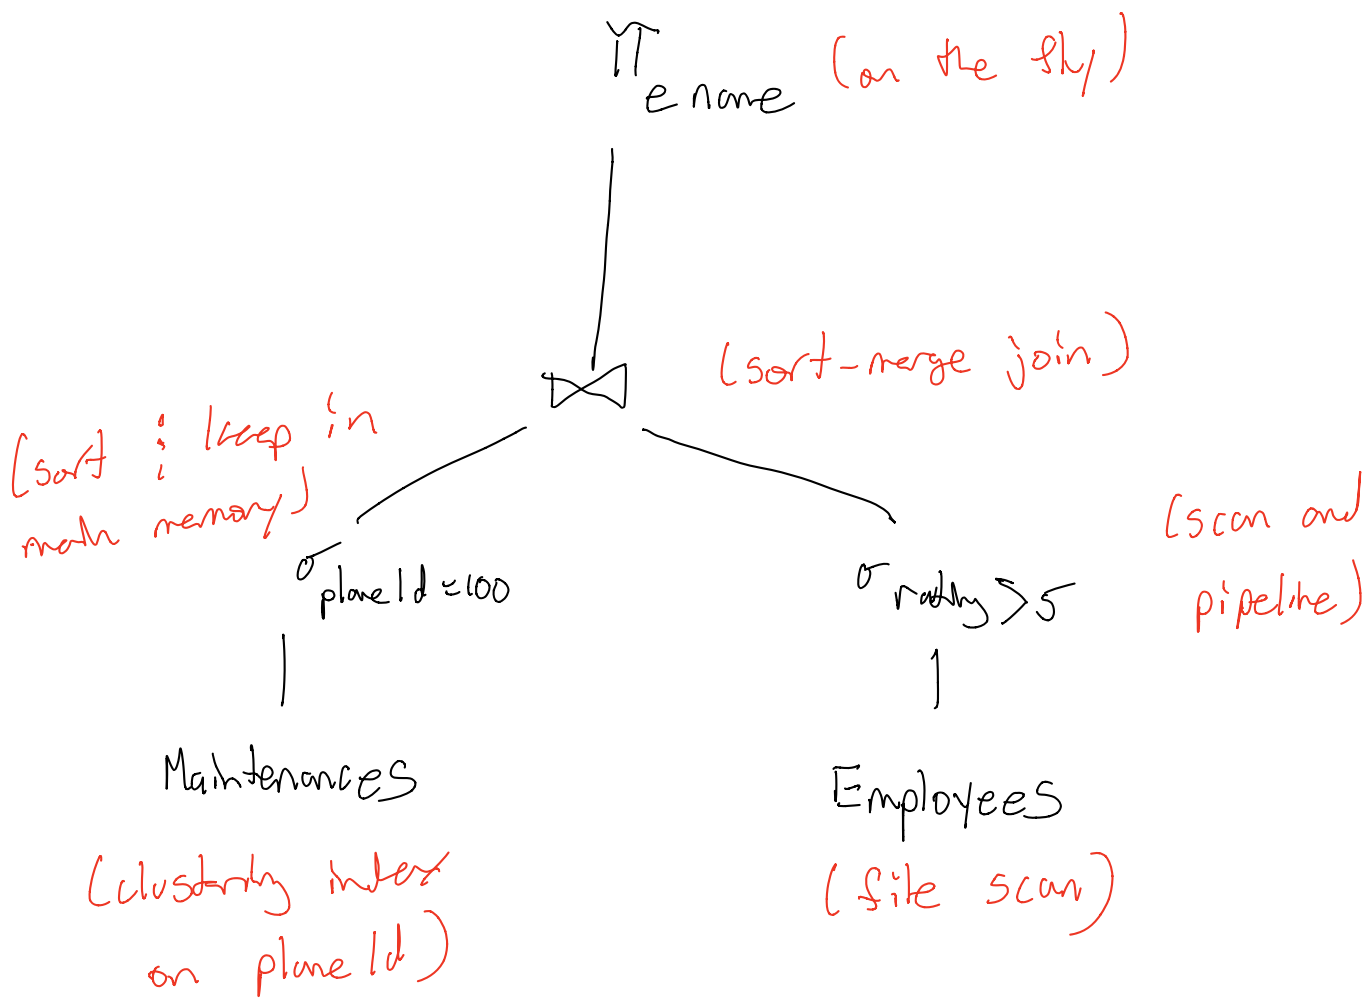 π ename (on the fly)
⋈ (sort-merge join)
(sort & keep in
main memory)
σ planeId=100
(scan and
pipeline)
σ rating>5
Maintenances
Employees
(clustering index
on planeId)
(file scan)